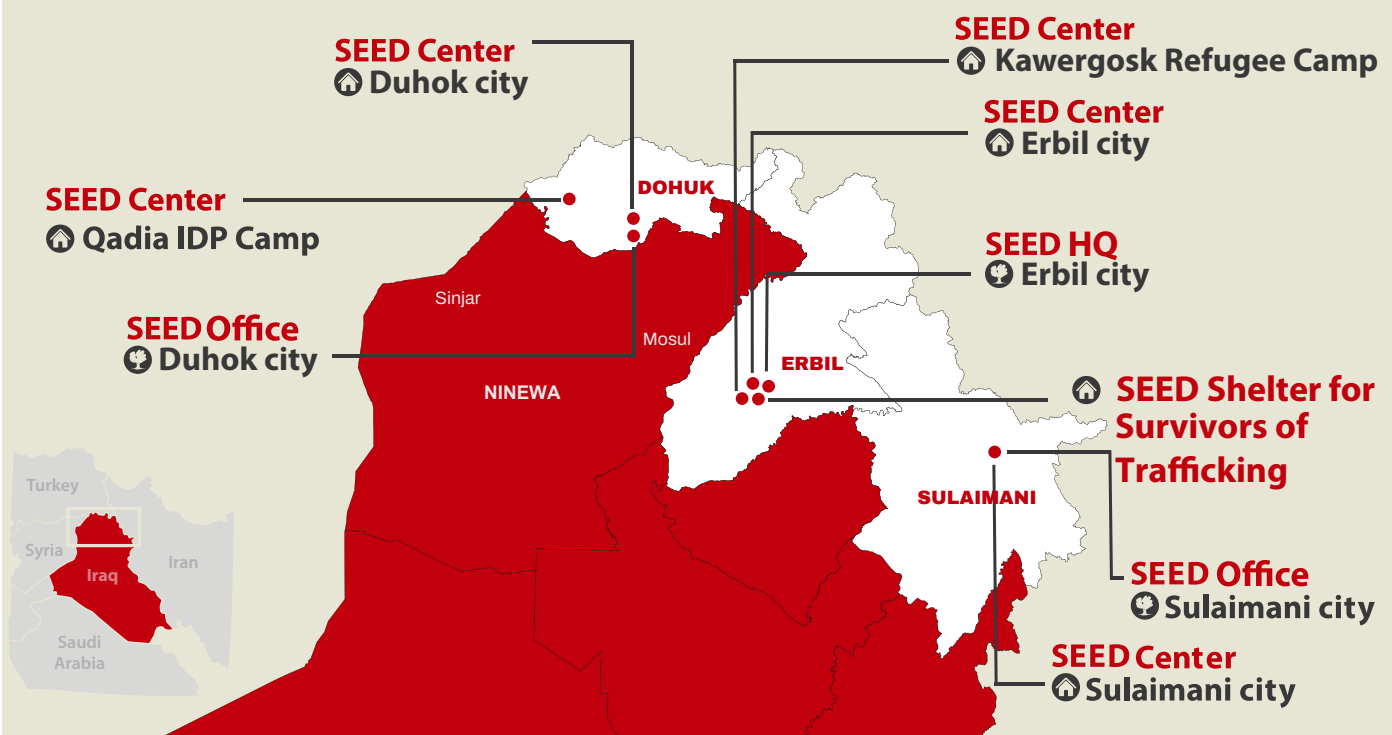 SEED Center
Duhok city
SEED Center
Kawergosk Refugee Camp
SEED Center
Erbil city
SEED Center
Qadia IDP Camp
DOHUK
SEED HQ
Erbil city
Sinjar
SEED Office
Duhok city
Mosul
ERBIL
NINEWA
SEED Shelter for
Survivors of
Trafficking
SULAIMANI
Turkey
Syria
Iraq
Iran
Saudi
Arabia
SEED Office
Sulaimani city
SEED Center
Sulaimani city